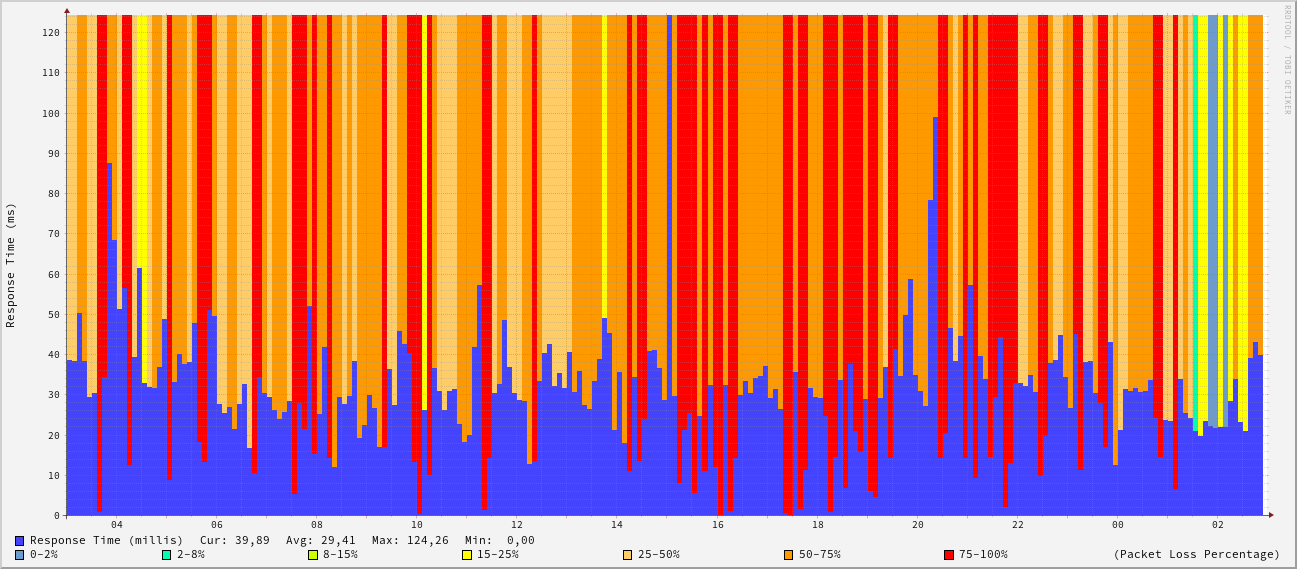 RRDTOOL / TOBI OETIKER
Response Time (ms)
120
110
100
90
80
70
60
50
40
30
20
10
0
04 06 08 10 12 14 16 18 20 22 00 02
Response Time (millis) Cur: 39,89 Avg: 29,41 Max: 124,26 Min: 0,00
0-2% 2-8% 8-15% 15-25% 25-50% 50-75% 75-100% (Packet Loss Percentage)